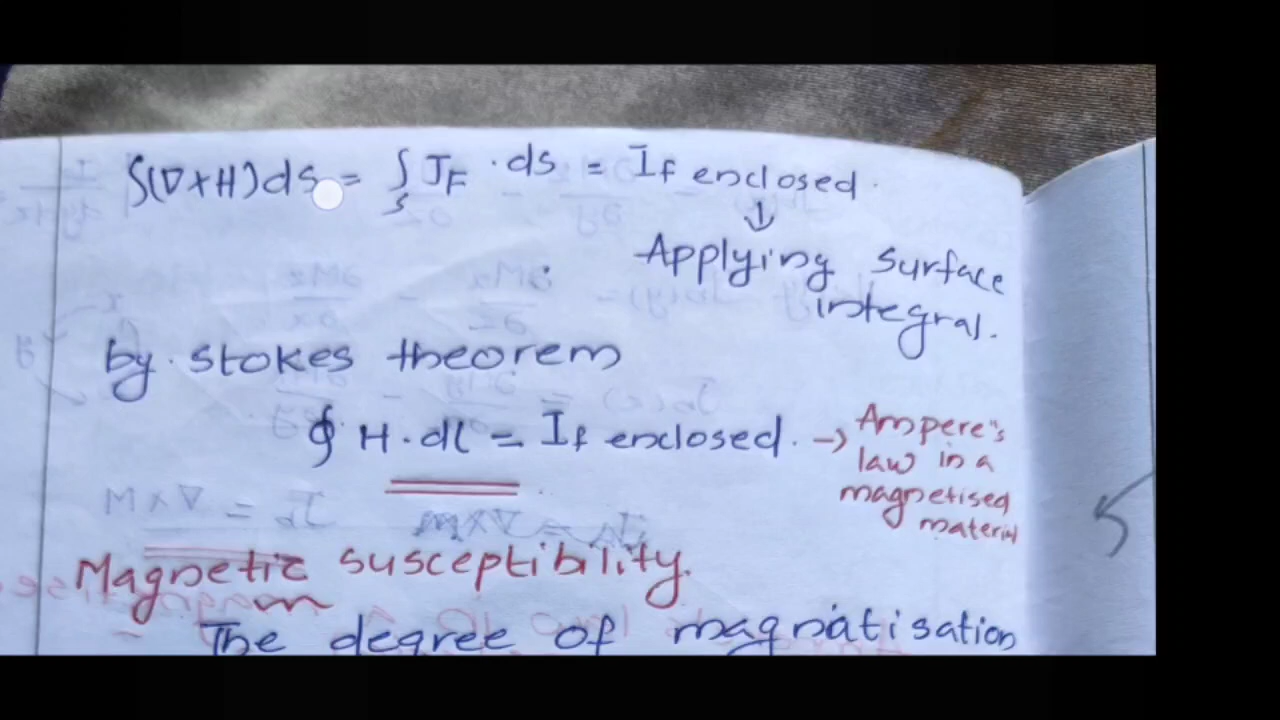 ∫(∇×H)ds = ∫s JF · ds = If enclosed.
↓
Applying surface
integral.
by stokes theorem
∮ H.dl = If enclosed. → Ampere's
law in a
magnetised
material
Magnetic susceptibility.
The degree of magnatisation